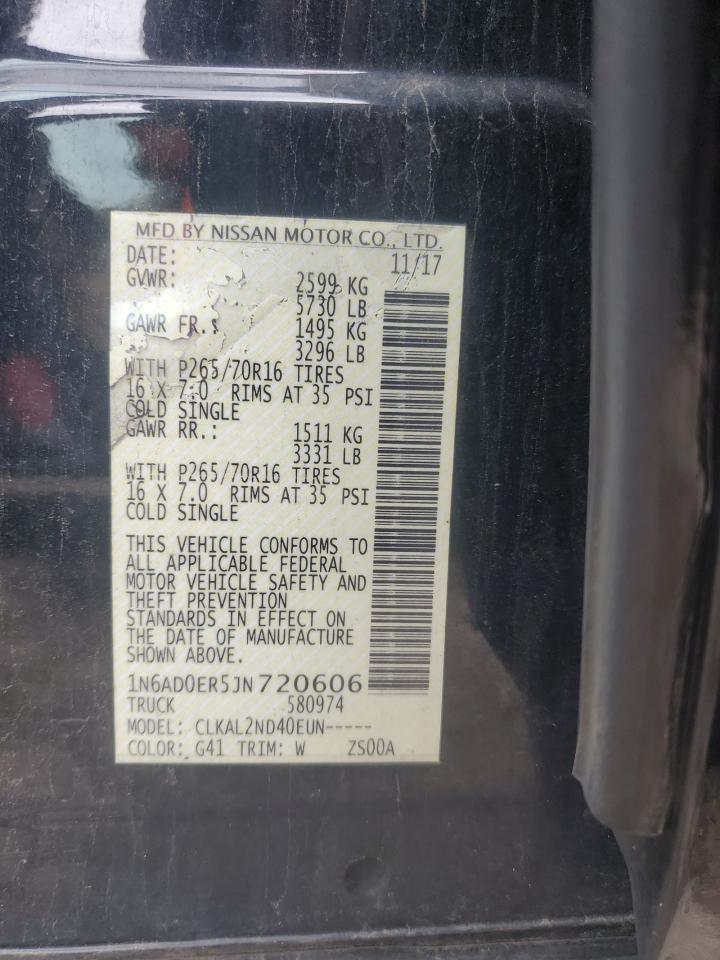 MFD BY NISSAN MOTOR CO., LTD.
DATE: 11/17
GVWR: 2599 KG
5730 LB
GAWR FR.: 1495 KG
3296 LB
WITH P265/70R16 TIRES
16 X 7.0 RIMS AT 35 PSI
COLD SINGLE
GAWR RR.: 1511 KG
3331 LB
WITH P265/70R16 TIRES
16 X 7.0 RIMS AT 35 PSI
COLD SINGLE
THIS VEHICLE CONFORMS TO
ALL APPLICABLE FEDERAL
MOTOR VEHICLE SAFETY AND
THEFT PREVENTION
STANDARDS IN EFFECT ON
THE DATE OF MANUFACTURE
SHOWN ABOVE.
1N6AD0ER5JN720606
TRUCK 580974
MODEL: CLKAL2ND40EUN-----
COLOR: G41 TRIM: W ZS00A